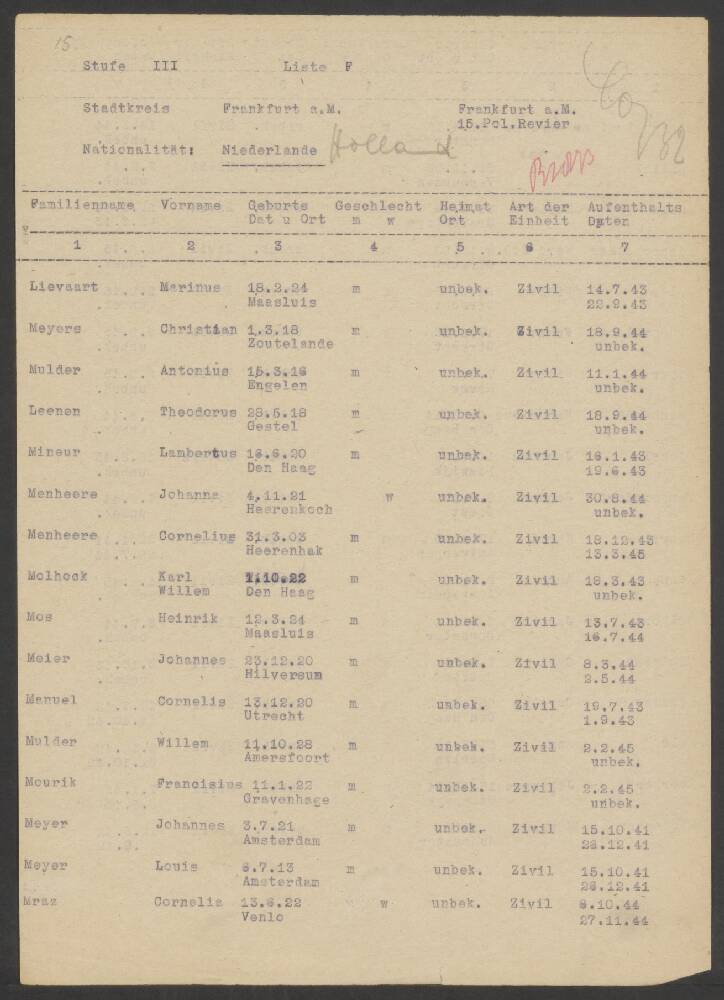 15.
Stufe III Liste F
Stadtkreis Frankfurt a.M. Frankfurt a.M.
15.Pol.Revier
Nationalität: Niederlande Holland
Familienname Vorname Geburts Geschlecht Heimat Art der Aufenthalts
Dat u Ort m w Ort Einheit Daten
1 2 3 4 5 6 7
Lievaart Marinus 18.2.24 m unbek. Zivil 14.7.43
Maasluis 22.9.43
Meyers Christian 1.3.18 m unbek. Zivil 18.9.44
Zoutelande unbek.
Mulder Antonius 15.3.16 m unbek. Zivil 11.1.44
Engelen unbek.
Leenen Theodorus 28.5.18 m unbek. Zivil 18.9.44
Gestel unbek.
Mineur Lambertus 16.6.20 m unbek. Zivil 16.1.43
Den Haag 19.6.43
Menheere Johanna 4.11.21 w unbek. Zivil 30.8.44
Heerenkoch unbek.
Menheere Cornelius 31.3.03 m unbek. Zivil 18.12.43
Heerenhak 13.3.45
Molhock Karl 1.10.22 m unbek. Zivil 18.3.43
Willem Den Haag unbek.
Mos Heinrik 12.3.24 m unbek. Zivil 13.7.43
Maasluis 16.7.44
Meier Johannes 23.12.20 m unbek. Zivil 8.3.44
Hilversum 2.5.44
Manuel Cornelis 13.12.20 m unbek. Zivil 19.7.43
Utrecht 1.9.43
Mulder Willem 11.10.28 m unbek. Zivil 2.2.45
Amersfoort unbek.
Mourik Francisius 11.1.22 m unbek. Zivil 2.2.45
Gravenhage unbek.
Meyer Johannes 3.7.21 m unbek. Zivil 15.10.41
Amsterdam 28.12.41
Meyer Louis 6.7.13 m unbek. Zivil 15.10.41
Amsterdam 28.12.41
Mraz Cornelia 13.6.22 w unbek. Zivil 8.10.44
Venlo 27.11.44